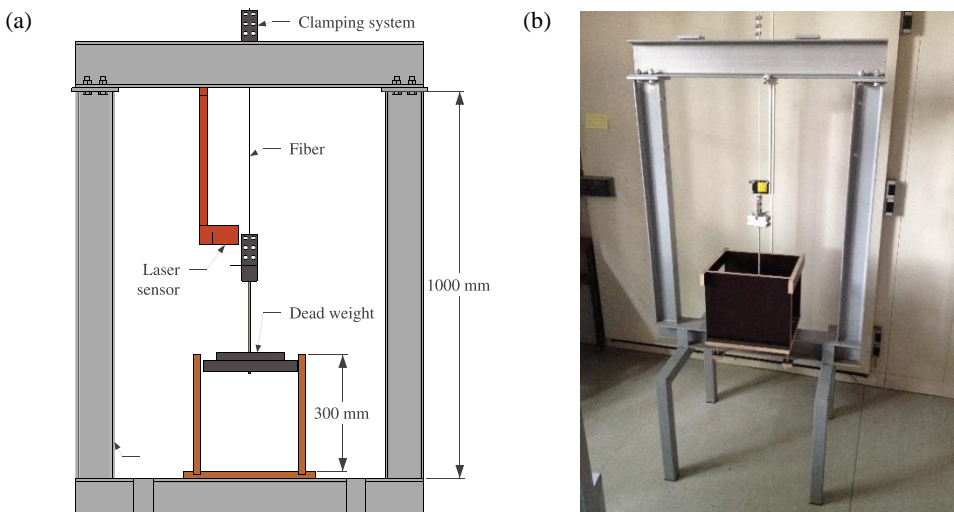 (a)
Clamping system
(b)
Fiber
Laser
sensor
1000 mm
Dead weight
300 mm